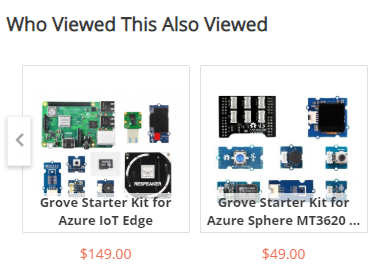 Who Viewed This Also Viewed
RESPEAKER
Grove Starter Kit for
Azure IoT Edge
$149.00
Grove Starter Kit for
Azure Sphere MT3620 ...
$49.00